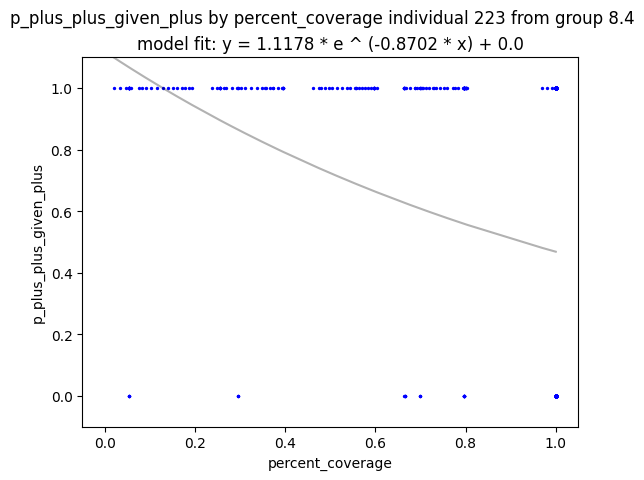 p_plus_plus_given_plus by percent_coverage individual 223 from group 8.4
model fit: y = 1.1178 * e ^ (-0.8702 * x) + 0.0
p_plus_plus_given_plus
1.0
0.8
0.6
0.4
0.2
0.0
0.0 0.2 0.4 0.6 0.8 1.0
percent_coverage